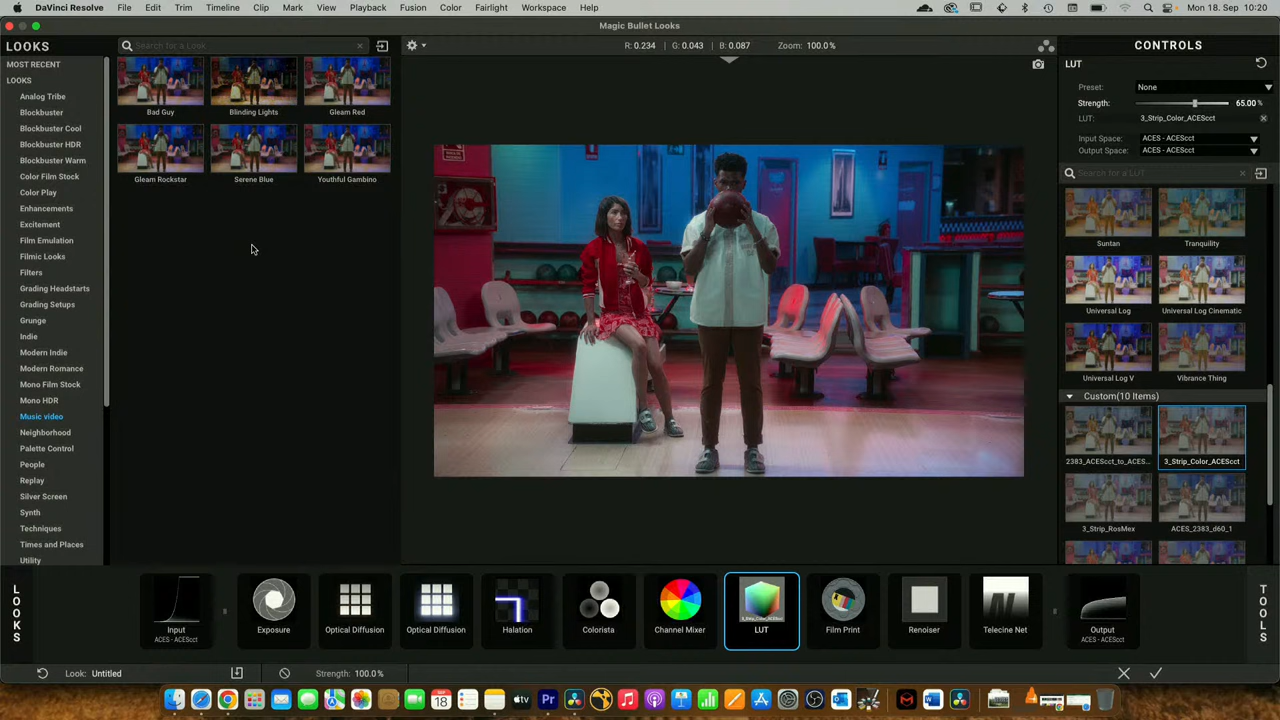 DaVinci Resolve File Edit Trim Timeline Clip Mark View Playback Fusion Color Fairlight Workspace Help Mon 18. Sep 10:20
Magic Bullet Looks
LOOKS
Search for a Look
R: 0.234 | G: 0.043 | B: 0.087 Zoom: 100.0%
CONTROLS
MOST RECENT
LOOKS
Analog Tribe
Blockbuster
Blockbuster Cool
Blockbuster HDR
Blockbuster Warm
Color Film Stock
Color Play
Enhancements
Excitement
Film Emulation
Filmic Looks
Filters
Grading Headstarts
Grading Setups
Grunge
Indie
Modern Indie
Modern Romance
Mono Film Stock
Mono HDR
Music video
Neighborhood
Palette Control
People
Replay
Silver Screen
Synth
Techniques
Times and Places
Utility
Bad Guy Blinding Lights Gleam Red
Gleam Rockstar Serene Blue Youthful Gambino
LUT
Preset: None
Strength: 65.00 %
LUT: 3_Strip_Color_ACEScct
Input Space: ACES - ACEScct
Output Space: ACES - ACEScct
Search for a LUT
Suntan Tranquility
Universal Log Universal Log Cinematic
Universal Log V Vibrance Thing
Custom(10 Items)
2383_ACEScct_to_ACES... 3_Strip_Color_ACEScct
3_Strip_RosMex ACES_2383_d60_1
LOOKS
Input
ACES - ACEScct
Exposure
Optical Diffusion
Optical Diffusion
Halation
Colorista
Channel Mixer
LUT
Film Print
Renoiser
Telecine Net
Output
ACES - ACEScct
TOOLS
Look: Untitled
Strength: 100.0 %